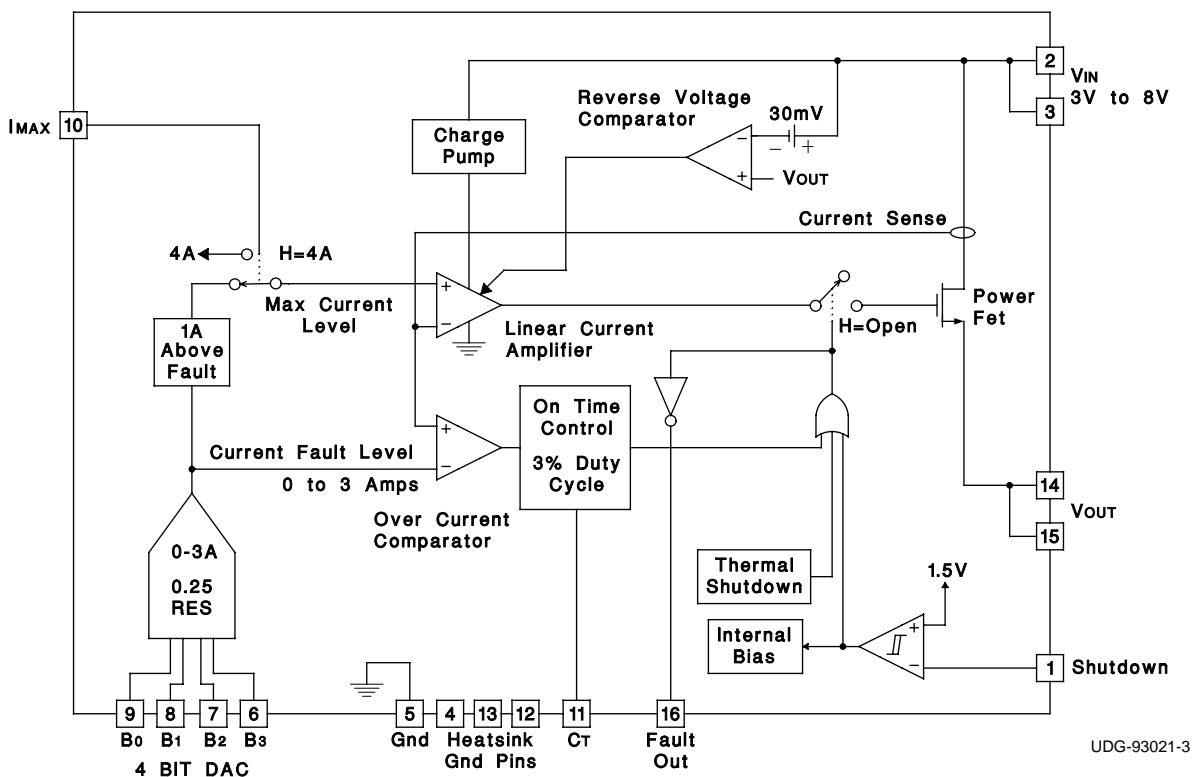 2
VIN
3V to 8V
3
Reverse Voltage
Comparator
30mV
− +
−
+
VOUT
IMAX 10
Charge
Pump
Current Sense
4A
H=4A
Max Current
Level
+
−
Linear Current
Amplifier
H=Open
Power
Fet
1A
Above
Fault
On Time
Control
3% Duty
Cycle
+
−
Current Fault Level
0 to 3 Amps
Over Current
Comparator
14
VOUT
15
0-3A
0.25
RES
Thermal
Shutdown
1.5V
Internal
Bias
+
−
1 Shutdown
9 8 7 6 5 4 13 12 11 16
B0 B1 B2 B3 Gnd Heatsink CT Fault
Gnd Pins Out
4 BIT DAC
UDG-93021-3